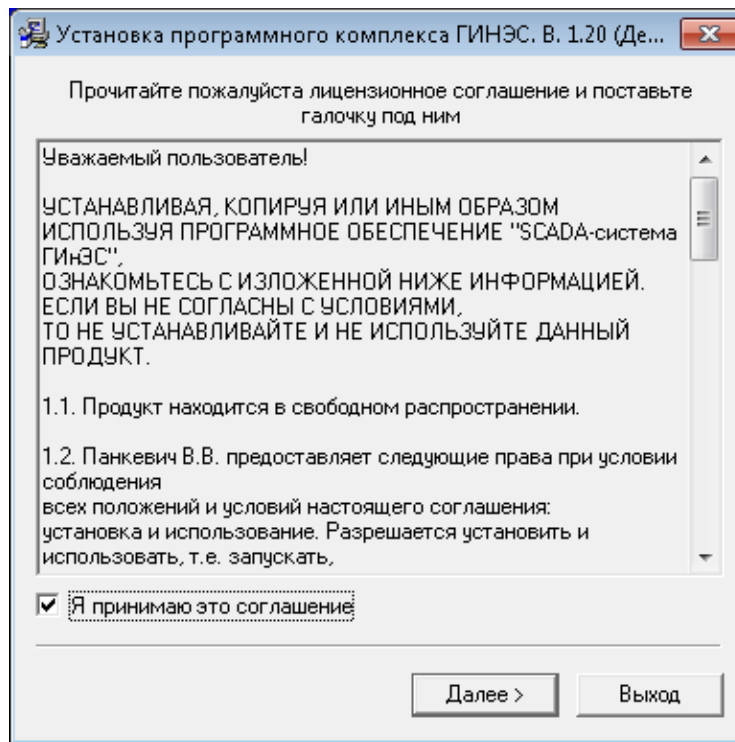 Установка программного комплекса ГИНЭС. В. 1.20 (Де...
Прочитайте пожалуйста лицензионное соглашение и поставьте
галочку под ним
Уважаемый пользователь!
УСТАНАВЛИВАЯ, КОПИРУЯ ИЛИ ИНЫМ ОБРАЗОМ
ИСПОЛЬЗУЯ ПРОГРАММНОЕ ОБЕСПЕЧЕНИЕ "SCADA-система
ГИнЭС",
ОЗНАКОМЬТЕСЬ С ИЗЛОЖЕННОЙ НИЖЕ ИНФОРМАЦИЕЙ.
ЕСЛИ ВЫ НЕ СОГЛАСНЫ С УСЛОВИЯМИ,
ТО НЕ УСТАНАВЛИВАЙТЕ И НЕ ИСПОЛЬЗУЙТЕ ДАННЫЙ
ПРОДУКТ.
1.1. Продукт находится в свободном распространении.
1.2. Панкевич В.В. предоставляет следующие права при условии
соблюдения
всех положений и условий настоящего соглашения:
установка и использование. Разрешается установить и
использовать, т.е. запускать,
Я принимаю это соглашение
Далее >
Выход